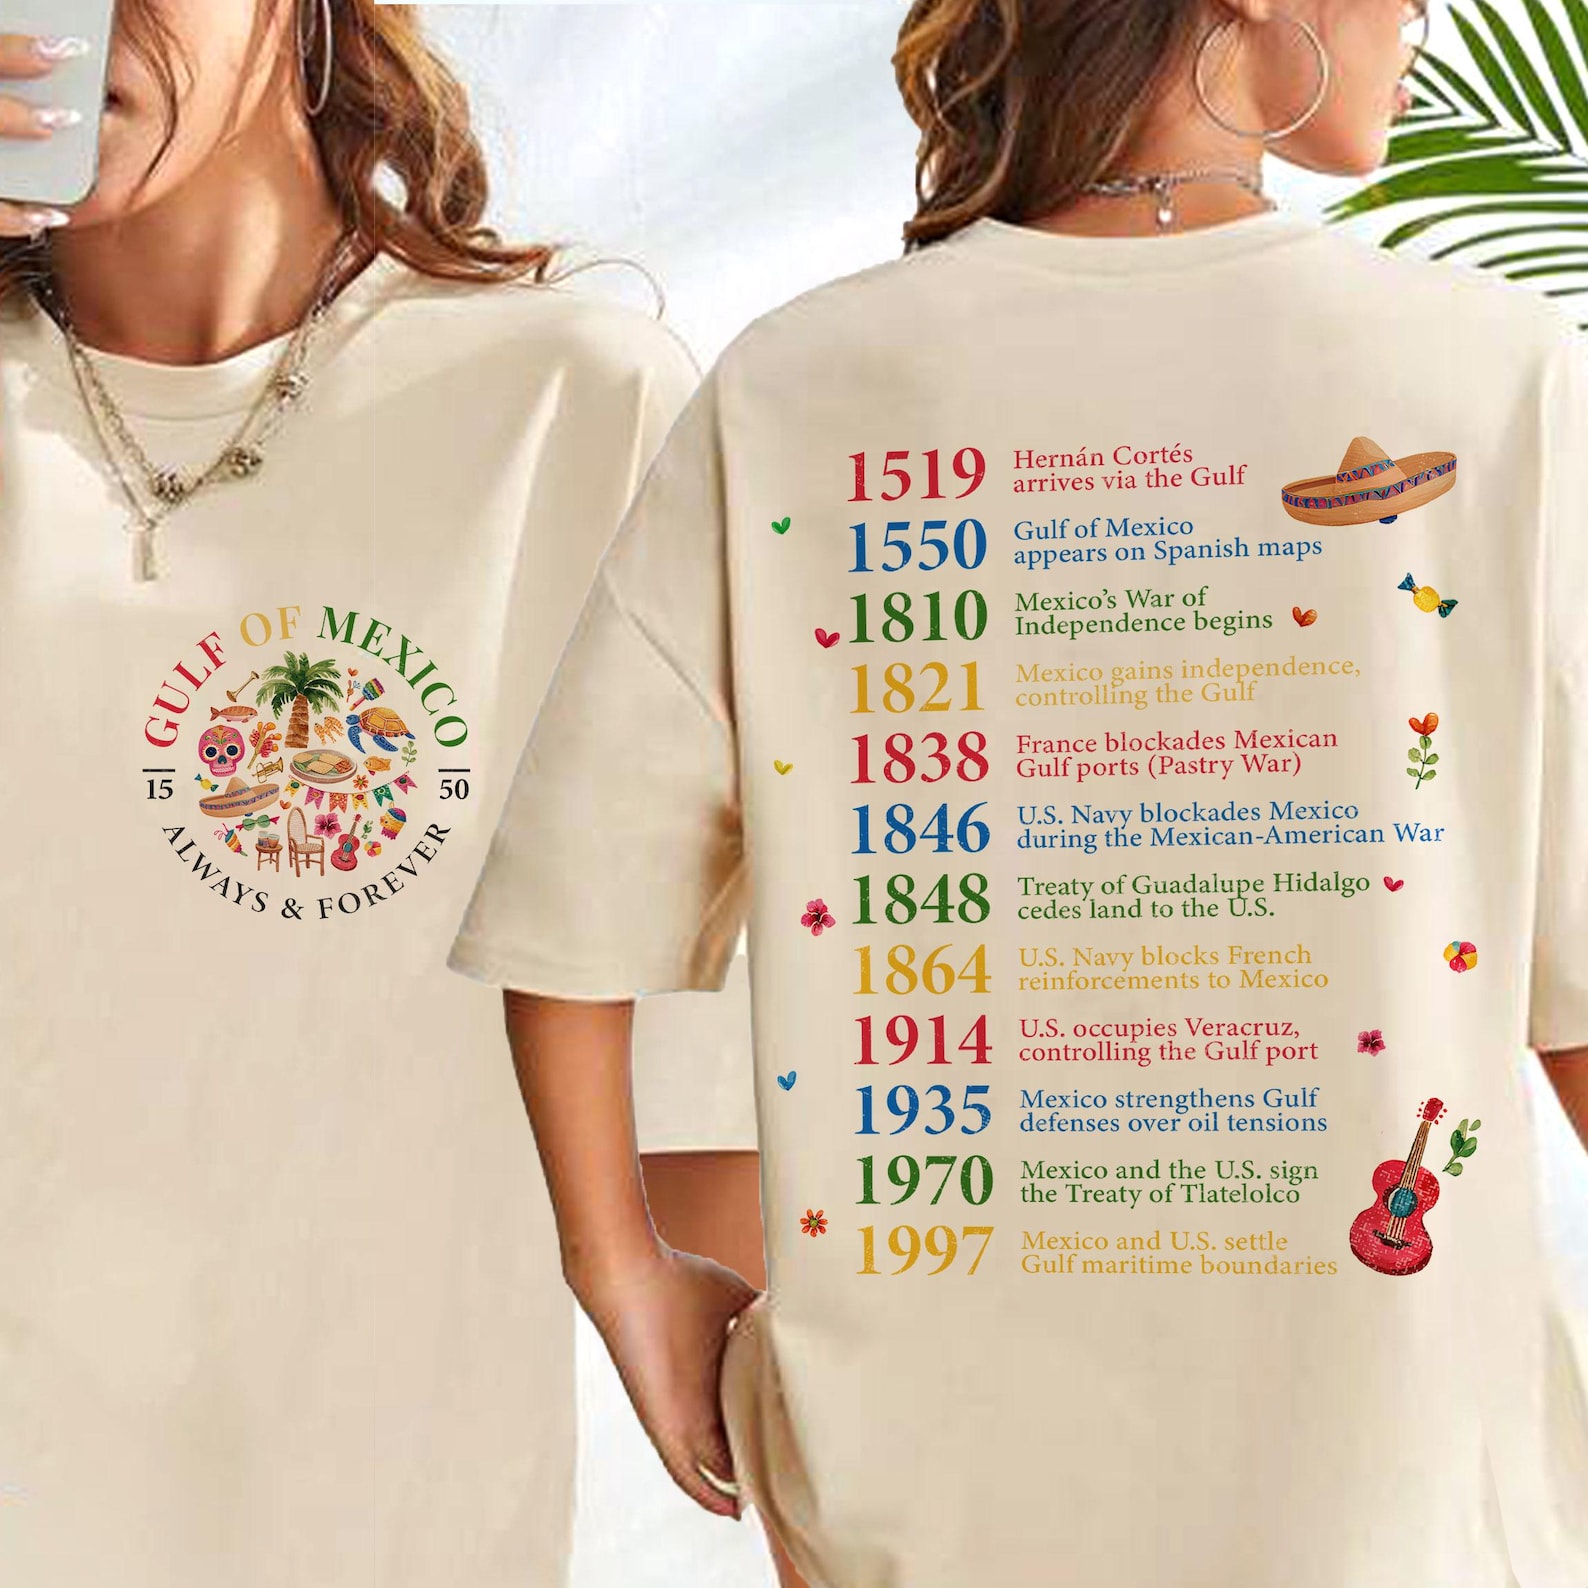 GULF OF MEXICO
15 50
ALWAYS & FOREVER
1519 Hernán Cortés
arrives via the Gulf
1550 Gulf of Mexico
appears on Spanish maps
1810 Mexico's War of
Independence begins
1821 Mexico gains independence,
controlling the Gulf
1838 France blockades Mexican
Gulf ports (Pastry War)
1846 U.S. Navy blockades Mexico
during the Mexican-American War
1848 Treaty of Guadalupe Hidalgo
cedes land to the U.S.
1864 U.S. Navy blocks French
reinforcements to Mexico
1914 U.S. occupies Veracruz,
controlling the Gulf port
1935 Mexico strengthens Gulf
defenses over oil tensions
1970 Mexico and the U.S. sign
the Treaty of Tlatelolco
1997 Mexico and U.S. settle
Gulf maritime boundaries